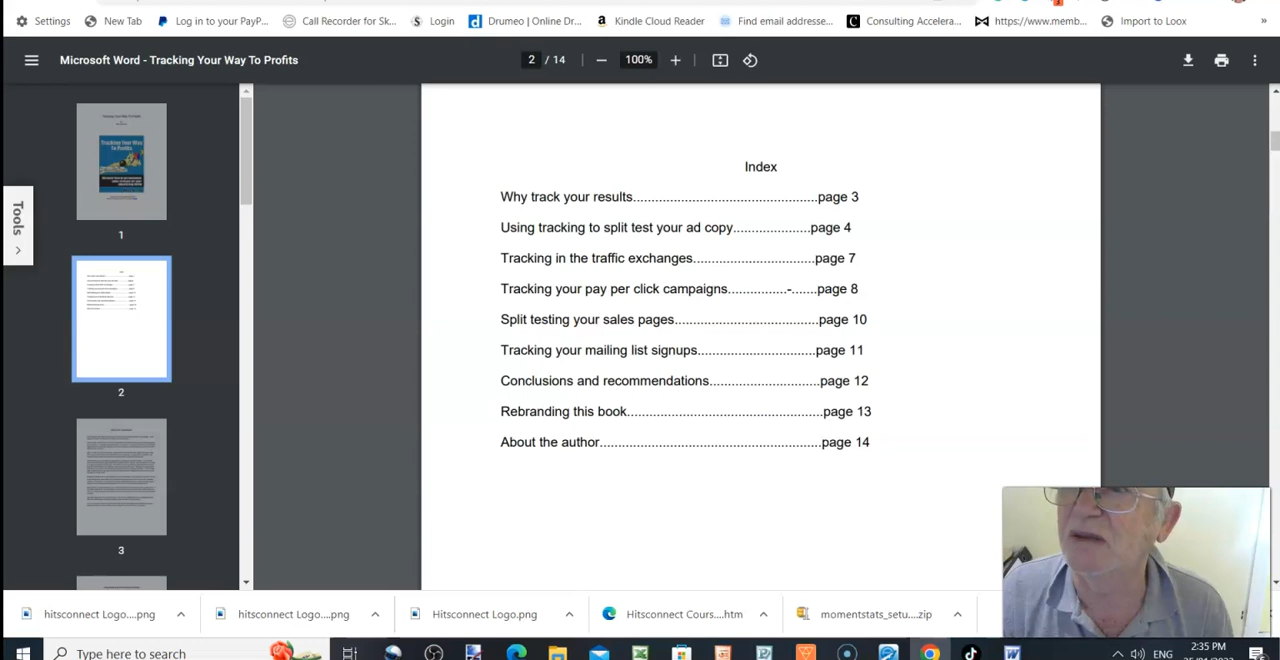 Settings New Tab Log in to your PayP... Call Recorder for Sk... Login Drumeo | Online Dr... Kindle Cloud Reader Find email addresse... Consulting Accelera... https://www.memb... Import to Loox »
Microsoft Word - Tracking Your Way To Profits 2 / 14 — 100% +
Tools
1
2
3
Index
Why track your results................................................page 3
Using tracking to split test your ad copy....................page 4
Tracking in the traffic exchanges................................page 7
Tracking your pay per click campaigns................-......page 8
Split testing your sales pages.....................................page 10
Tracking your mailing list signups...............................page 11
Conclusions and recommendations............................page 12
Rebranding this book...................................................page 13
About the author..........................................................page 14
hitsconnect Logo....png hitsconnect Logo....png Hitsconnect Logo.png Hitsconnect Cours....htm momentstats_setu....zip
Type here to search ENG 2:35 PM